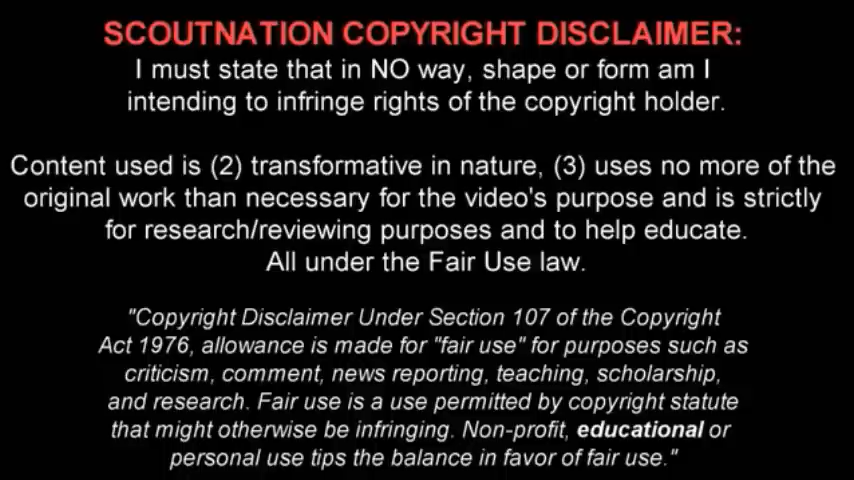 SCOUTNATION COPYRIGHT DISCLAIMER:
I must state that in NO way, shape or form am I
intending to infringe rights of the copyright holder.
Content used is (2) transformative in nature, (3) uses no more of the
original work than necessary for the video's purpose and is strictly
for research/reviewing purposes and to help educate.
All under the Fair Use law.
"Copyright Disclaimer Under Section 107 of the Copyright
Act 1976, allowance is made for "fair use" for purposes such as
criticism, comment, news reporting, teaching, scholarship,
and research. Fair use is a use permitted by copyright statute
that might otherwise be infringing. Non-profit, educational or
personal use tips the balance in favor of fair use."